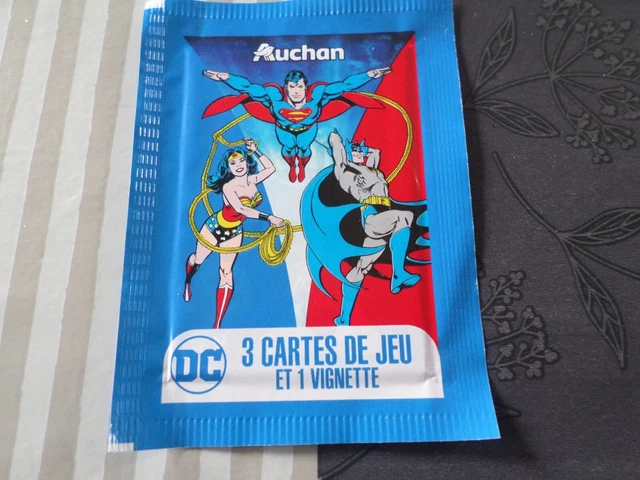 Auchan
DC
3 CARTES DE JEU
ET 1 VIGNETTE